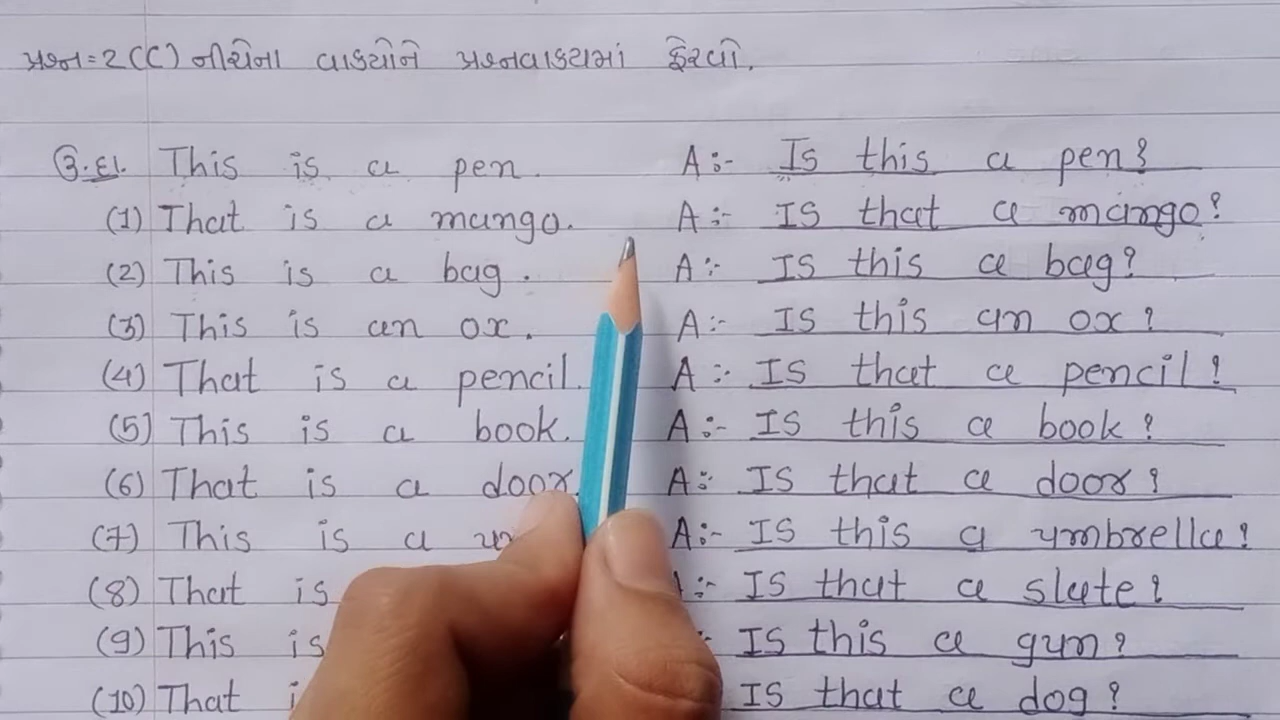 પ્રશ્ન=2 (C) નીચેના વાક્યોને પ્રશ્નવાક્યમાં ફેરવો.
ઉ.દા. This is a pen. A:- Is this a pen?
(1) That is a mango. A:- IS that a mango?
(2) This is a bag. A:- IS this a bag?
(3) This is an ox. A:- IS this an ox?
(4) That is a pencil. A:- IS that a pencil?
(5) This is a book. A:- IS this a book?
(6) That is a door. A:- IS that a door?
(7) This is a A:- IS this a umbrella?
(8) That is IS that a slate?
(9) This is IS this a gun?
(10) That IS that a dog?